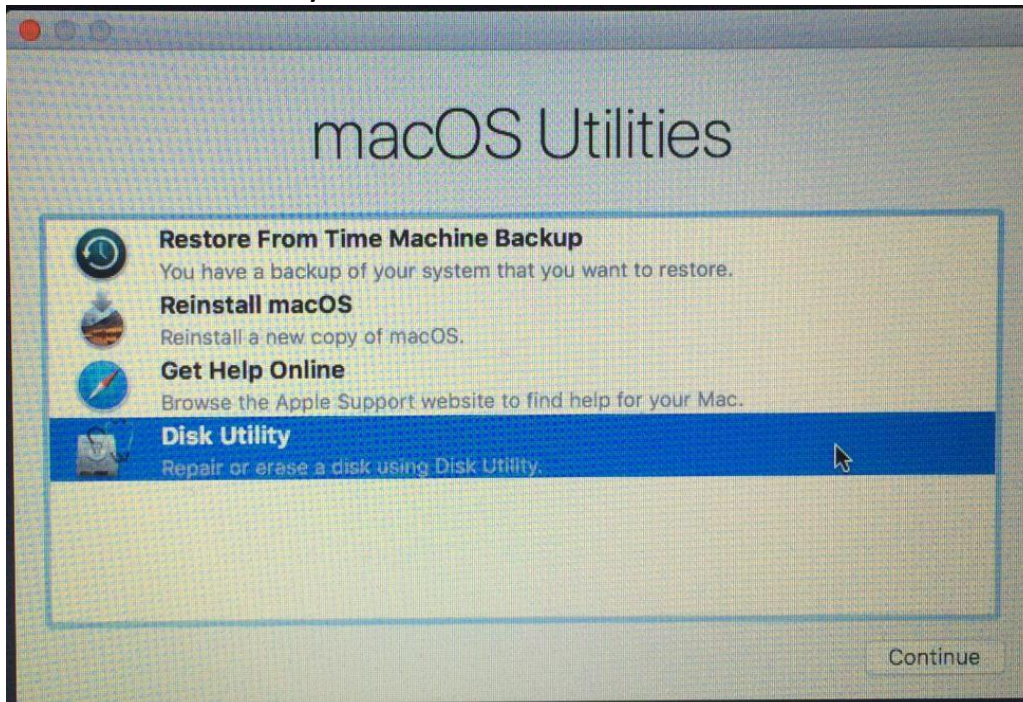 macOS Utilities
Restore From Time Machine Backup
You have a backup of your system that you want to restore.
Reinstall macOS
Reinstall a new copy of macOS.
Get Help Online
Browse the Apple Support website to find help for your Mac.
Disk Utility
Repair or erase a disk using Disk Utility.
Continue